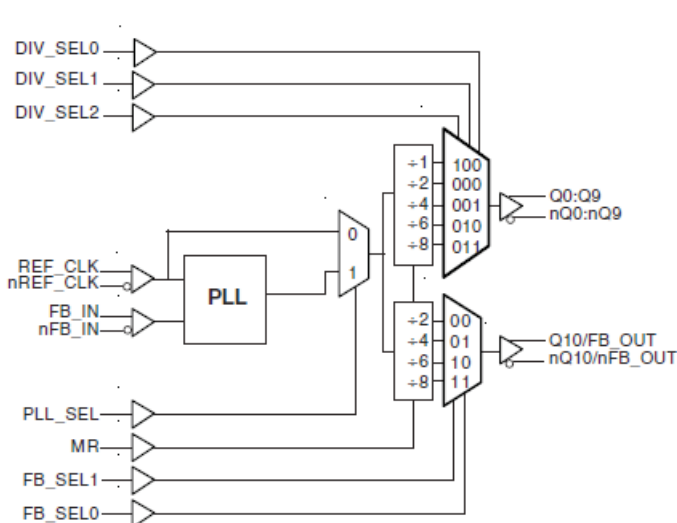 DIV_SEL0
DIV_SEL1
DIV_SEL2
÷1 100
÷2 000
÷4 001
÷6 010
÷8 011
Q0:Q9
nQ0:nQ9
0
1
REF_CLK
nREF_CLK
PLL
FB_IN
nFB_IN
÷2 00
÷4 01
÷6 10
÷8 11
Q10/FB_OUT
nQ10/nFB_OUT
PLL_SEL
MR
FB_SEL1
FB_SEL0